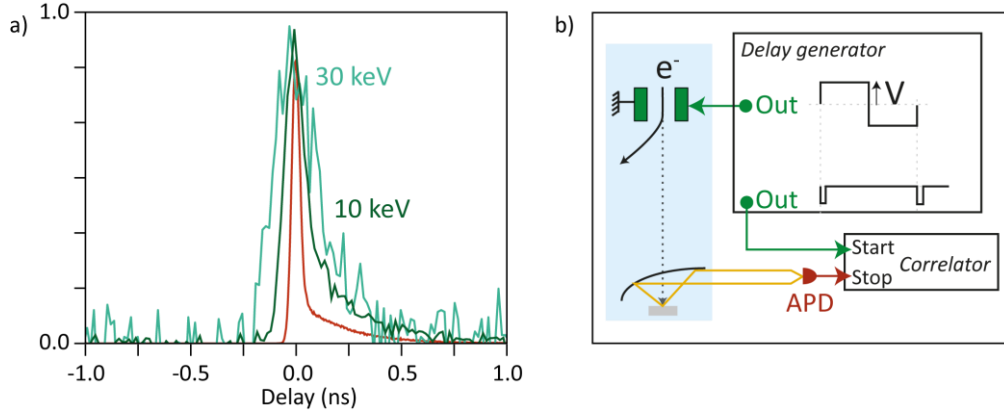 a)
1.0
0.0
30 keV
10 keV
-1.0
-0.5
0.0
0.5
1.0
Delay (ns)
b)
Delay generator
e-
V
Out
Out
Start
Stop
Correlator
APD